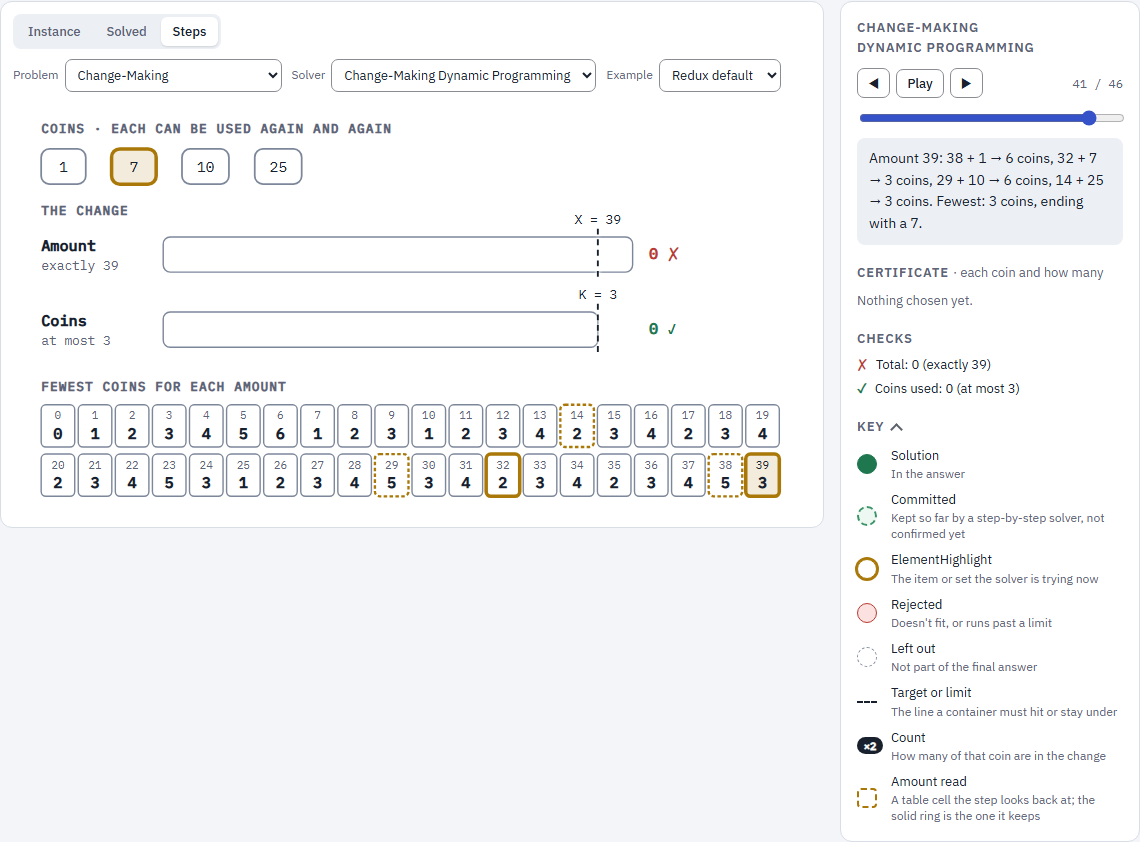 Instance Solved Steps
Problem Change-Making Solver Change-Making Dynamic Programming Example Redux default
COINS · EACH CAN BE USED AGAIN AND AGAIN
1 7 10 25
THE CHANGE
X = 39
Amount
exactly 39
0 ✗
K = 3
Coins
at most 3
0 ✓
FEWEST COINS FOR EACH AMOUNT
0 1 2 3 4 5 6 7 8 9 10 11 12 13 14 15 16 17 18 19
0 1 2 3 4 5 6 1 2 3 1 2 3 4 2 3 4 2 3 4
20 21 22 23 24 25 26 27 28 29 30 31 32 33 34 35 36 37 38 39
2 3 4 5 3 1 2 3 4 5 3 4 2 3 4 2 3 4 5 3
CHANGE-MAKING
DYNAMIC PROGRAMMING
◀ Play ▶ 41 / 46
Amount 39: 38 + 1 → 6 coins, 32 + 7
→ 3 coins, 29 + 10 → 6 coins, 14 + 25
→ 3 coins. Fewest: 3 coins, ending
with a 7.
CERTIFICATE · each coin and how many
Nothing chosen yet.
CHECKS
✗ Total: 0 (exactly 39)
✓ Coins used: 0 (at most 3)
KEY
Solution
In the answer
Committed
Kept so far by a step-by-step solver, not
confirmed yet
ElementHighlight
The item or set the solver is trying now
Rejected
Doesn't fit, or runs past a limit
Left out
Not part of the final answer
Target or limit
The line a container must hit or stay under
×2 Count
How many of that coin are in the change
Amount read
A table cell the step looks back at; the
solid ring is the one it keeps